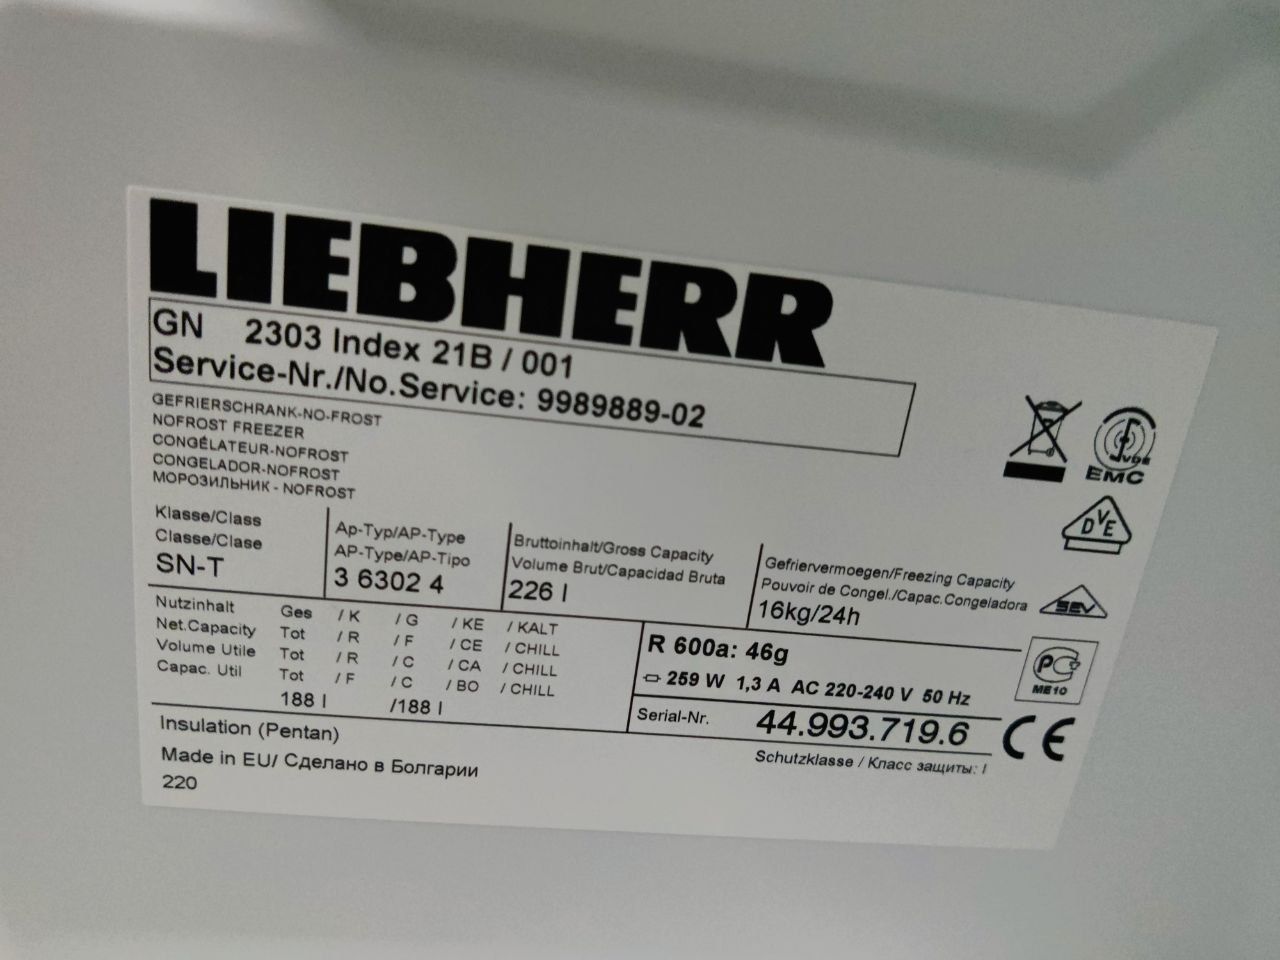 LIEBHERR
GN 2303 Index 21B / 001
Service-Nr./No.Service: 9989889-02
GEFRIERSCHRANK-NO-FROST
NOFROST FREEZER
CONGÉLATEUR-NOFROST
CONGELADOR-NOFROST
МОРОЗИЛЬНИК - NOFROST
VDE
EMC
DVE
SEV
PC
ME10
CE
Klasse/Class
Classe/Clase
SN-T
Ap-Typ/AP-Type
AP-Type/AP-Tipo
3 6302 4
Bruttoinhalt/Gross Capacity
Volume Brut/Capacidad Bruta
226 l
Gefriervermoegen/Freezing Capacity
Pouvoir de Congel./Capac.Congeladora
16kg/24h
Nutzinhalt Ges / K / G / KE / KALT
Net.Capacity Tot / R / F / CE / CHILL
Volume Utile Tot / R / C / CA / CHILL
Capac. Util Tot / F / C / BO / CHILL
188 l /188 l
R 600a: 46g
259 W 1,3 A AC 220-240 V 50 Hz
Serial-Nr. 44.993.719.6
Schutzklasse / Класс защиты: I
Insulation (Pentan)
Made in EU/ Сделано в Болгарии
220